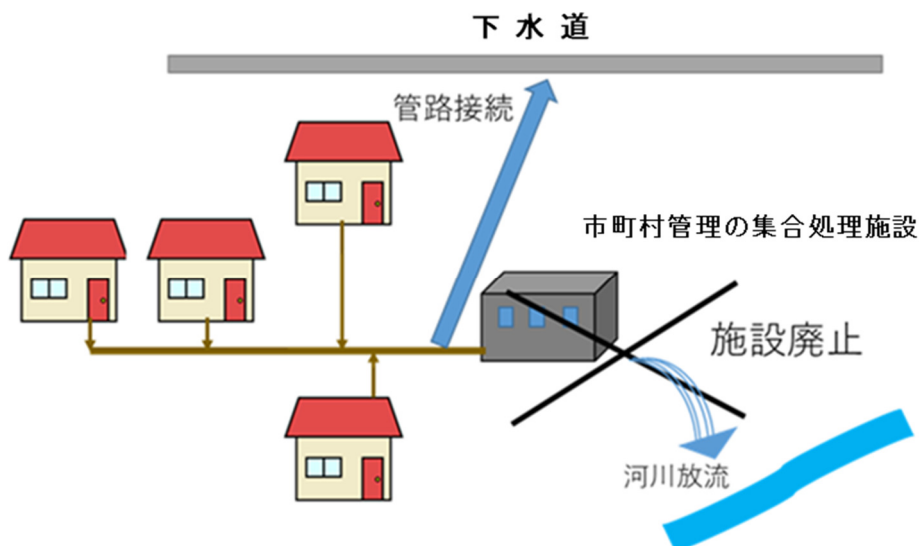 下水道
管路接続
市町村管理の集合処理施設
施設廃止
河川放流